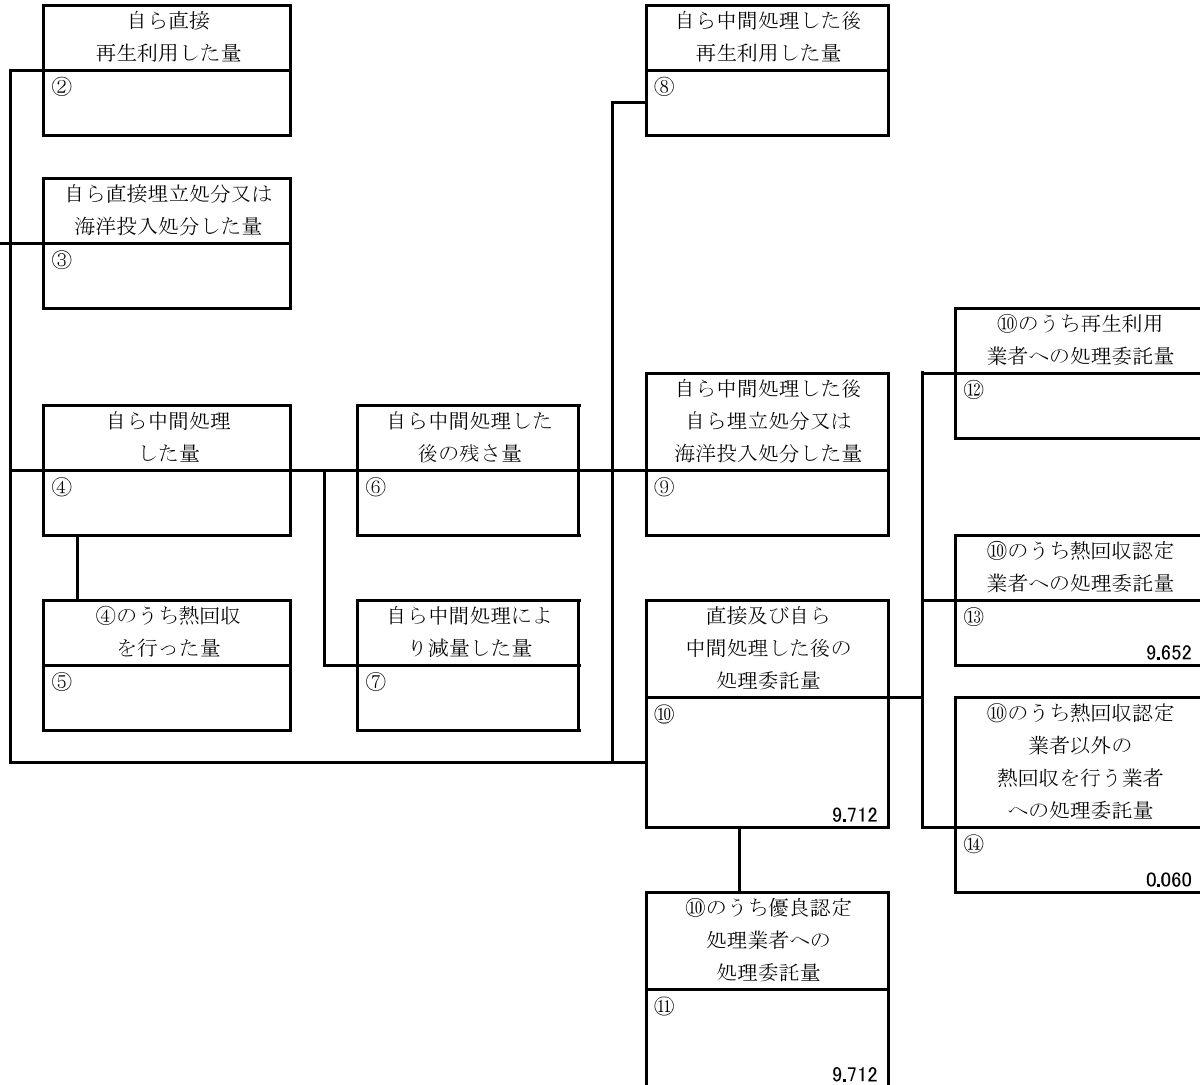 自ら直接
再生利用した量
②
自ら中間処理した後
再生利用した量
⑧
自ら直接埋立処分又は
海洋投入処分した量
③
⑩のうち再生利用
業者への処理委託量
⑫
自ら中間処理
した量
④
自ら中間処理した
後の残さ量
⑥
自ら中間処理した後
自ら埋立処分又は
海洋投入処分した量
⑨
⑩のうち熱回収認定
業者への処理委託量
⑬
9.652
④のうち熱回収
を行った量
⑤
自ら中間処理によ
り減量した量
⑦
直接及び自ら
中間処理した後の
処理委託量
⑩
9.712
⑩のうち熱回収認定
業者以外の
熱回収を行う業者
への処理委託量
⑭
0.060
⑩のうち優良認定
処理業者への
処理委託量
⑪
9.712